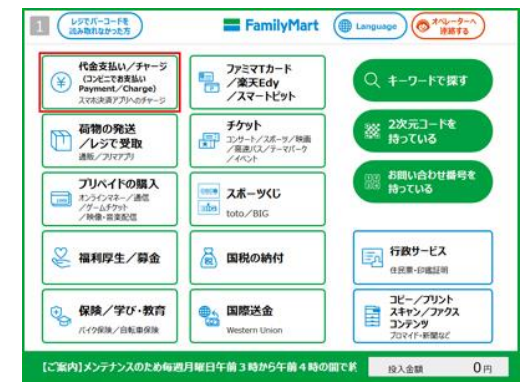 1
レジでバーコードを
読み取れなかった方
FamilyMart
Language
オペレーターへ
連絡する
代金支払い/チャージ
(コンビニでお支払い
Payment/Charge)
スマホ決済アプリへのチャージ
ファミマTカード
/楽天Edy
/スマートピット
キーワードで探す
荷物の発送
/レジで受取
通販/フリマアプリ
チケット
コンサート/スポーツ/映画
/高速バス/テーマパーク
/イベント
2次元コードを
持っている
プリペイドの購入
オンラインマネー/通信
/ゲームチケット
/映像・音楽配信
スポーツくじ
toto/BIG
お問い合わせ番号を
持っている
福利厚生/募金
国税の納付
行政サービス
住民票・印鑑証明
保険/学び・教育
バイク保険/自転車保険
国際送金
Western Union
コピー/プリント
スキャン/ファクス
コンテンツ
ブロマイド・新聞など
【ご案内】メンテナンスのため毎週月曜日午前3時から午前4時の間で約
投入金額 0円